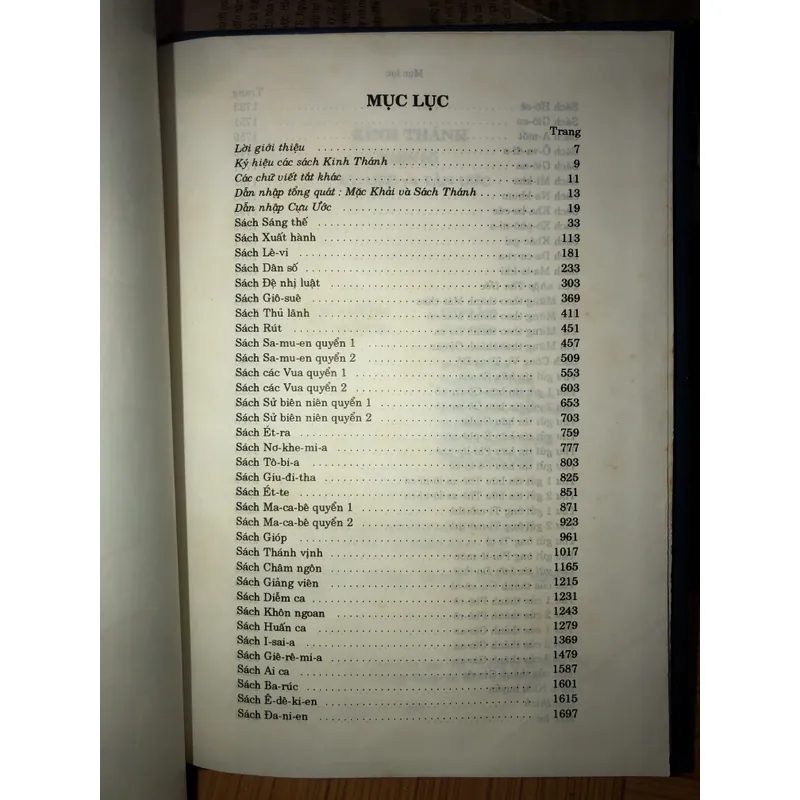 MỤC LỤC
Trang
Lời giới thiệu 7
Ký hiệu các sách Kinh Thánh 9
Các chữ viết tắt khác 11
Dẫn nhập tổng quát : Mặc Khải và Sách Thánh 13
Dẫn nhập Cựu Ước 19
Sách Sáng thế 33
Sách Xuất hành 113
Sách Lê-vi 181
Sách Dân số 233
Sách Đệ nhị luật 303
Sách Giô-suê 369
Sách Thủ lãnh 411
Sách Rút 451
Sách Sa-mu-en quyển 1 457
Sách Sa-mu-en quyển 2 509
Sách các Vua quyển 1 553
Sách các Vua quyển 2 603
Sách Sử biên niên quyển 1 653
Sách Sử biên niên quyển 2 703
Sách Ét-ra 759
Sách Nơ-khe-mi-a 777
Sách Tô-bi-a 803
Sách Giu-đi-tha 825
Sách Ét-te 851
Sách Ma-ca-bê quyển 1 871
Sách Ma-ca-bê quyển 2 923
Sách Gióp 961
Sách Thánh vịnh 1017
Sách Châm ngôn 1165
Sách Giảng viên 1215
Sách Diễm ca 1231
Sách Khôn ngoan 1243
Sách Huấn ca 1279
Sách I-sai-a 1369
Sách Giê-rê-mi-a 1479
Sách Ai ca 1587
Sách Ba-rúc 1601
Sách Ê-dê-ki-en 1615
Sách Đa-ni-en 1697